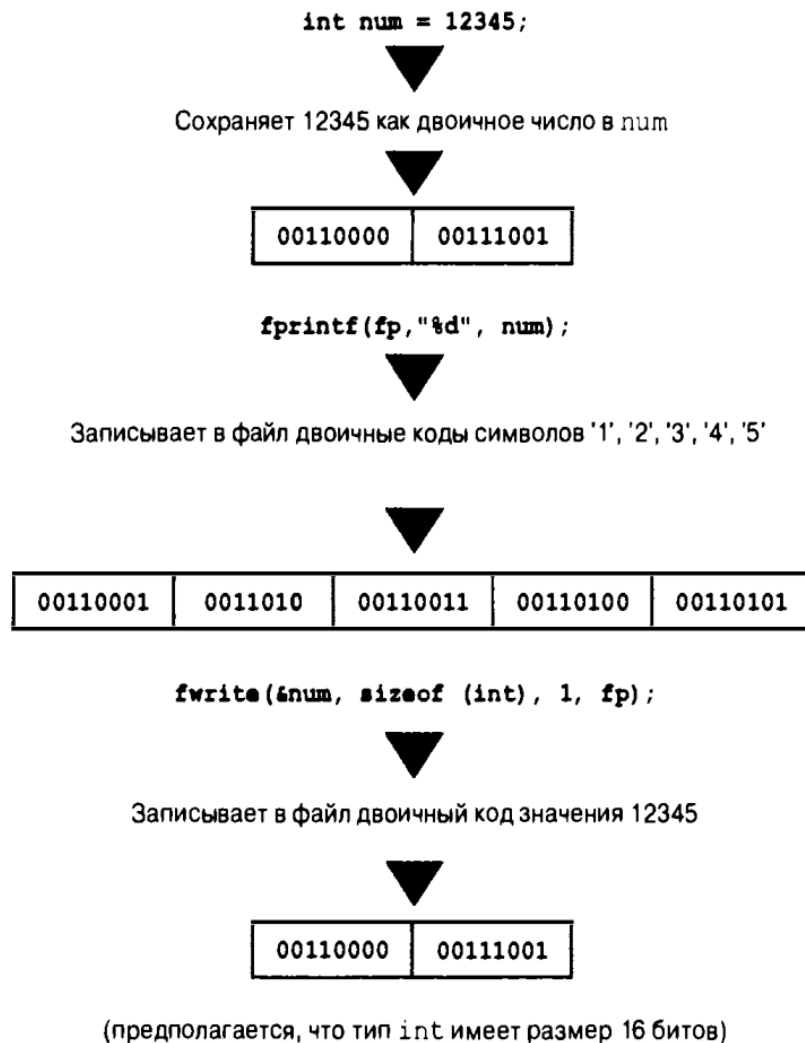 int num = 12345;
Сохраняет 12345 как двоичное число в num
00110000 00111001
fprintf(fp,"%d", num);
Записывает в файл двоичные коды символов '1', '2', '3', '4', '5'
00110001 0011010 00110011 00110100 00110101
fwrite(&num, sizeof (int), 1, fp);
Записывает в файл двоичный код значения 12345
00110000 00111001
(предполагается, что тип int имеет размер 16 битов)